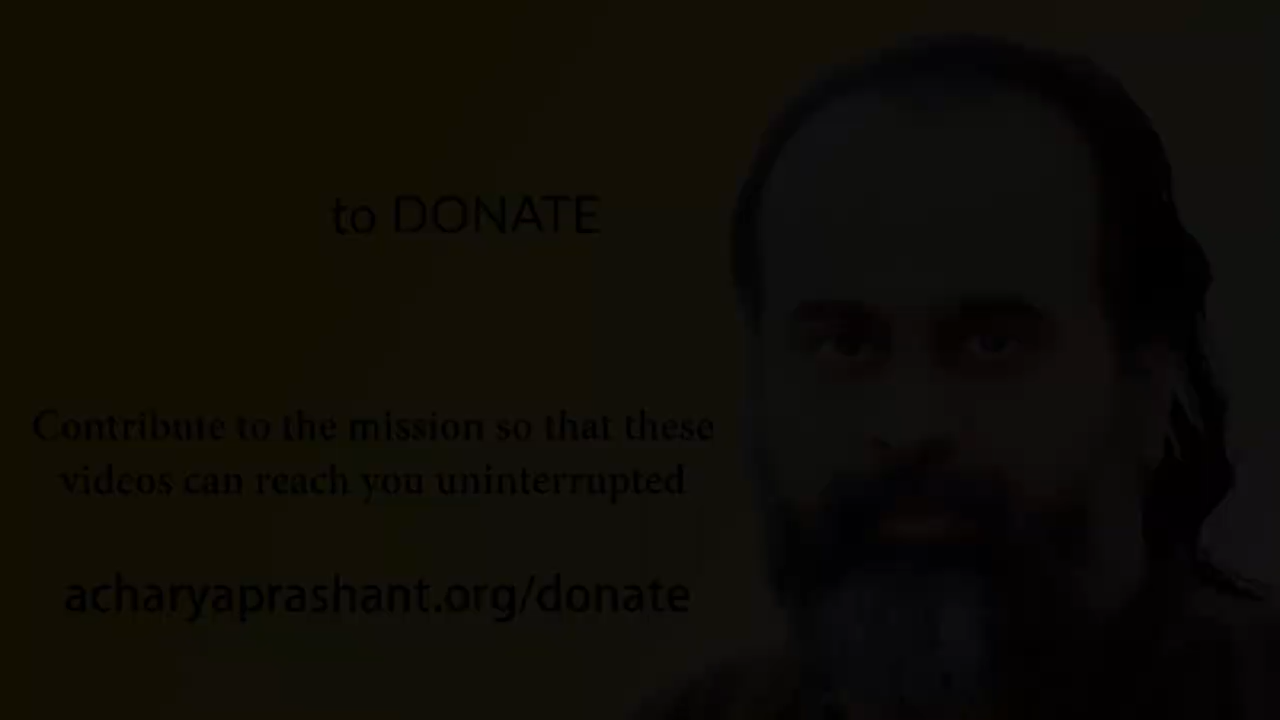 to DONATE
Contribute to the mission so that these
videos can reach you uninterrupted
acharyaprashant.org/donate